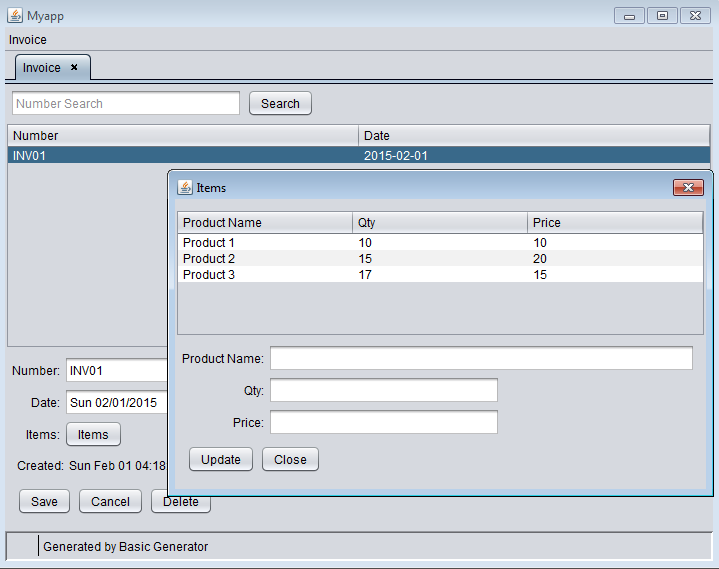 Myapp
Invoice
Invoice ×
Number Search Search
Number Date
INV01 2015-02-01
Items
Product Name Qty Price
Product 1 10 10
Product 2 15 20
Product 3 17 15
Product Name:
Qty:
Price:
Update Close
Number: INV01
Date: Sun 02/01/2015
Items: Items
Created: Sun Feb 01 04:18
Save Cancel Delete
Generated by Basic Generator